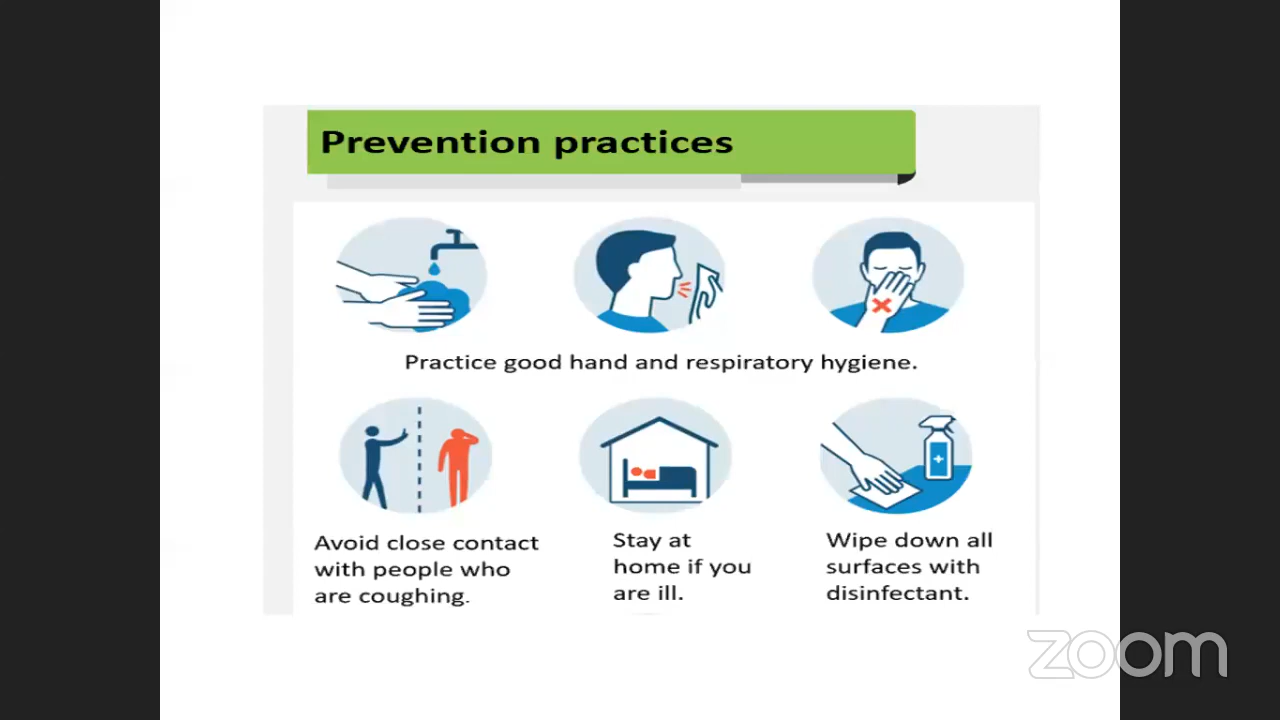 Prevention practices
Practice good hand and respiratory hygiene.
Avoid close contact
with people who
are coughing.
Stay at
home if you
are ill.
Wipe down all
surfaces with
disinfectant.
zoom